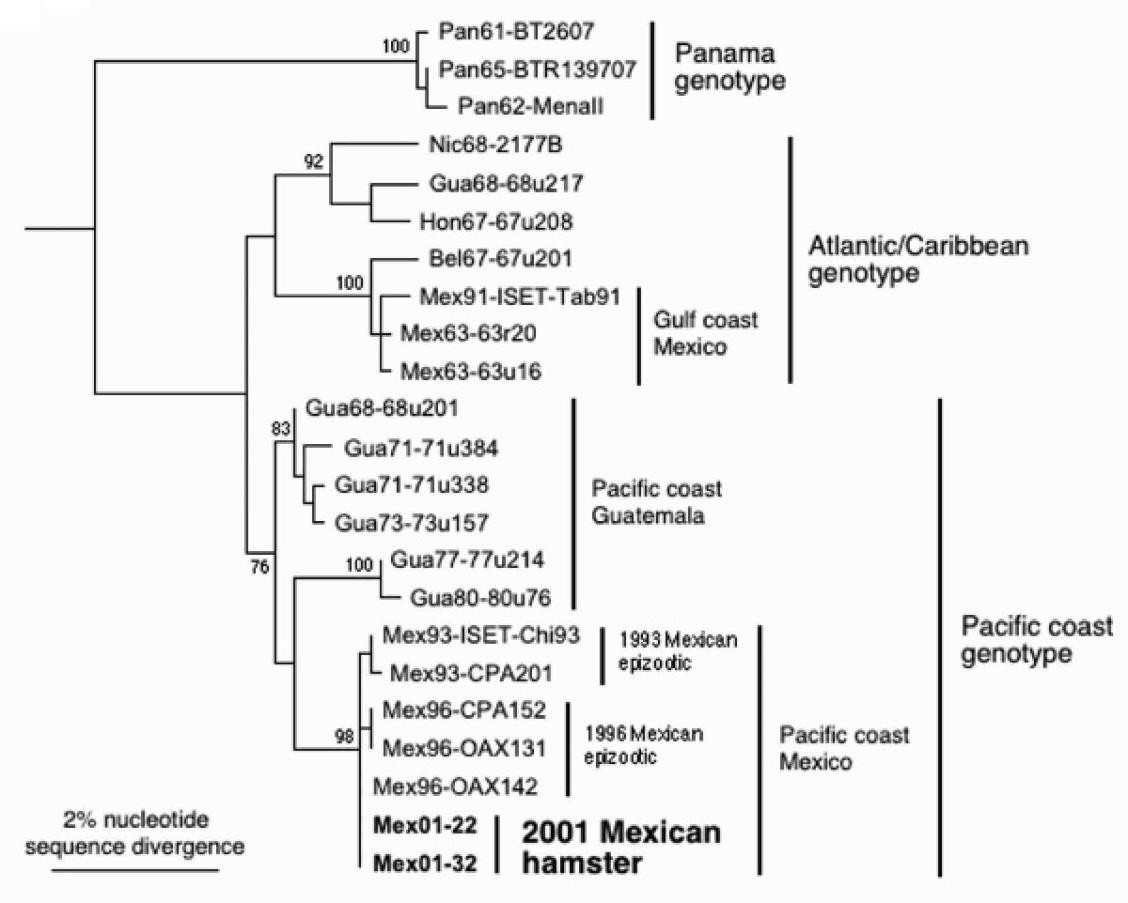 100
Pan61-BT2607
Pan65-BTR139707
Pan62-MenaII
Panama
genotype
92
Nic68-2177B
Gua68-68u217
Hon67-67u208
100
Bel67-67u201
Mex91-ISET-Tab91
Mex63-63r20
Mex63-63u16
Gulf coast
Mexico
Atlantic/Caribbean
genotype
83
Gua68-68u201
Gua71-71u384
Gua71-71u338
Gua73-73u157
76
100
Gua77-77u214
Gua80-80u76
Pacific coast
Guatemala
Mex93-ISET-Chi93
Mex93-CPA201
1993 Mexican
epizootic
98
Mex96-CPA152
Mex96-OAX131
Mex96-OAX142
1996 Mexican
epizootic
Mex01-22
Mex01-32
2001 Mexican
hamster
Pacific coast
Mexico
Pacific coast
genotype
2% nucleotide
sequence divergence